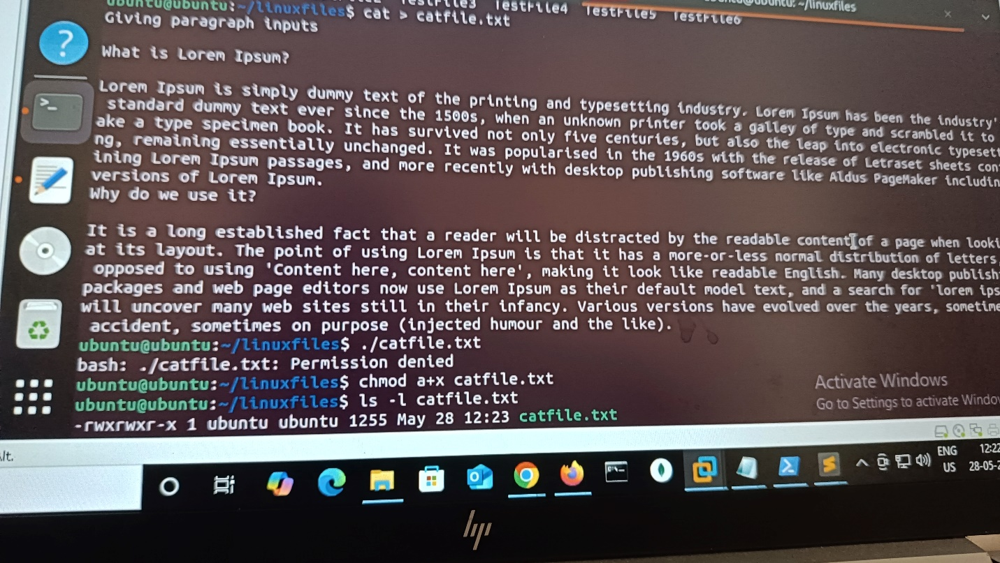 TestFile3 TestFile4 TestFile5 TestFile6
ubuntu@ubuntu: ~/linuxfiles
ubuntu@ubuntu:~/linuxfiles$ cat > catfile.txt
Giving paragraph inputs
What is Lorem Ipsum?
Lorem Ipsum is simply dummy text of the printing and typesetting industry. Lorem Ipsum has been the industry'
standard dummy text ever since the 1500s, when an unknown printer took a galley of type and scrambled it to
ake a type specimen book. It has survived not only five centuries, but also the leap into electronic typesett
ng, remaining essentially unchanged. It was popularised in the 1960s with the release of Letraset sheets con
ining Lorem Ipsum passages, and more recently with desktop publishing software like Aldus PageMaker includin
versions of Lorem Ipsum.
Why do we use it?
It is a long established fact that a reader will be distracted by the readable content of a page when looki
at its layout. The point of using Lorem Ipsum is that it has a more-or-less normal distribution of letters,
opposed to using 'Content here, content here', making it look like readable English. Many desktop publish
packages and web page editors now use Lorem Ipsum as their default model text, and a search for 'lorem ips
will uncover many web sites still in their infancy. Various versions have evolved over the years, sometime
accident, sometimes on purpose (injected humour and the like).
ubuntu@ubuntu:~/linuxfiles$ ./catfile.txt
bash: ./catfile.txt: Permission denied
ubuntu@ubuntu:~/linuxfiles$ chmod a+x catfile.txt
ubuntu@ubuntu:~/linuxfiles$ ls -l catfile.txt
-rwxrwxr-x 1 ubuntu ubuntu 1255 May 28 12:23 catfile.txt
Activate Windows
Go to Settings to activate Windo
lt.
ENG
US
12:22
28-05-2
hp